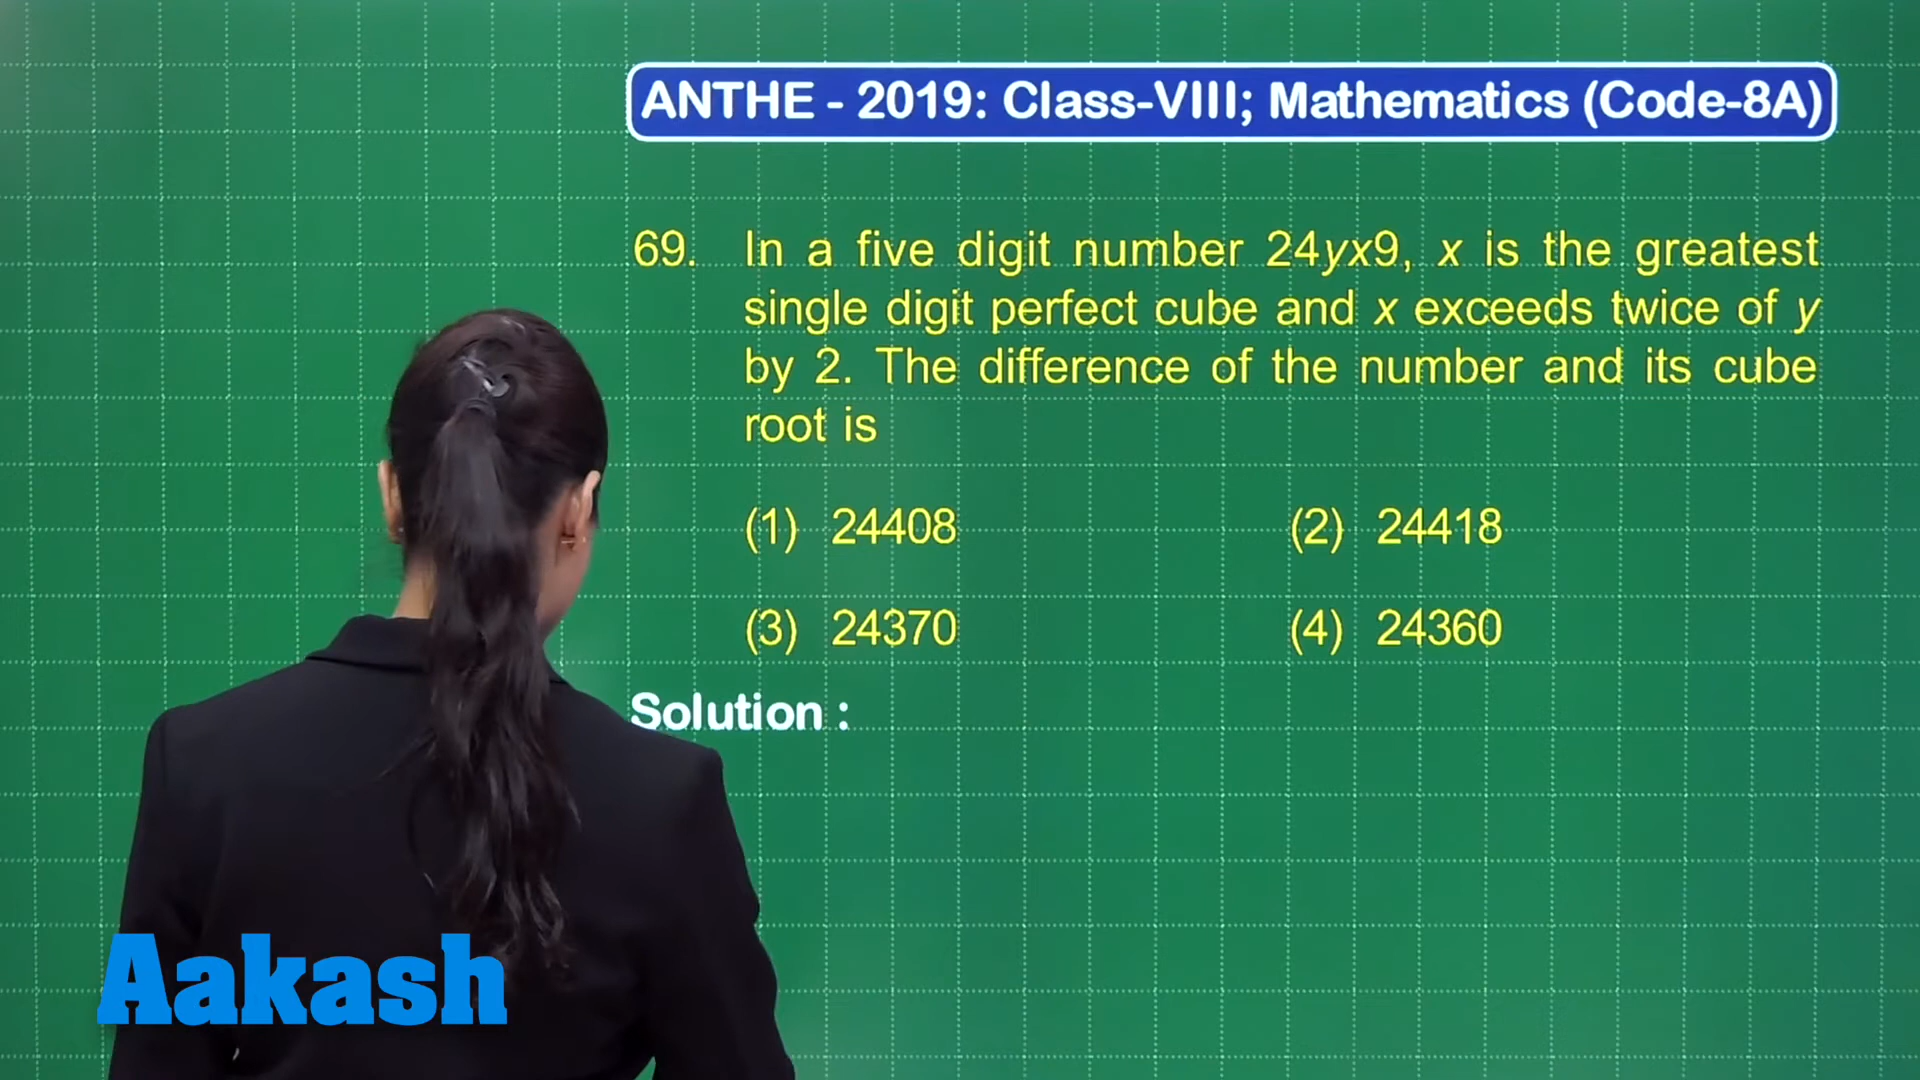 ANTHE - 2019: Class-VIII; Mathematics (Code-8A)
69. In a five digit number 24yx9, x is the greatest
single digit perfect cube and x exceeds twice of y
by 2. The difference of the number and its cube
root is
(1) 24408 (2) 24418
(3) 24370 (4) 24360
Solution :
Aakash